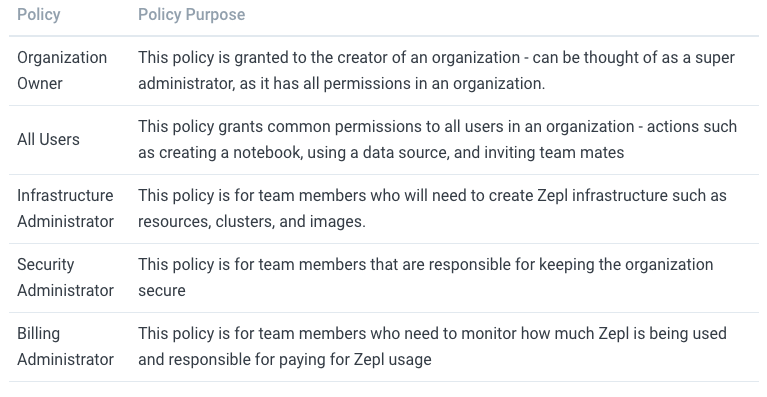 Policy Policy Purpose
Organization Owner
This policy is granted to the creator of an organization - can be thought of as a super
administrator, as it has all permissions in an organization.
All Users
This policy grants common permissions to all users in an organization - actions such
as creating a notebook, using a data source, and inviting team mates
Infrastructure
Administrator
This policy is for team members who will need to create Zepl infrastructure such as
resources, clusters, and images.
Security
Administrator
This policy is for team members that are responsible for keeping the organization
secure
Billing
Administrator
This policy is for team members who need to monitor how much Zepl is being used
and responsible for paying for Zepl usage